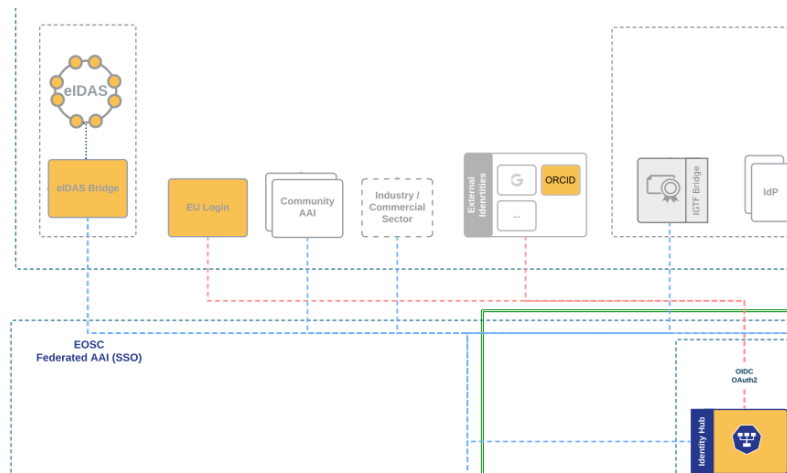 eIDAS
eIDAS Bridge
EU Login
Community
AAI
Industry /
Commercial
Sector
External
Idenrtities
G
ORCID
...
IGTF Bridge
IdP
EOSC
Federated AAI (SSO)
OIDC
OAuth2
Identity Hub